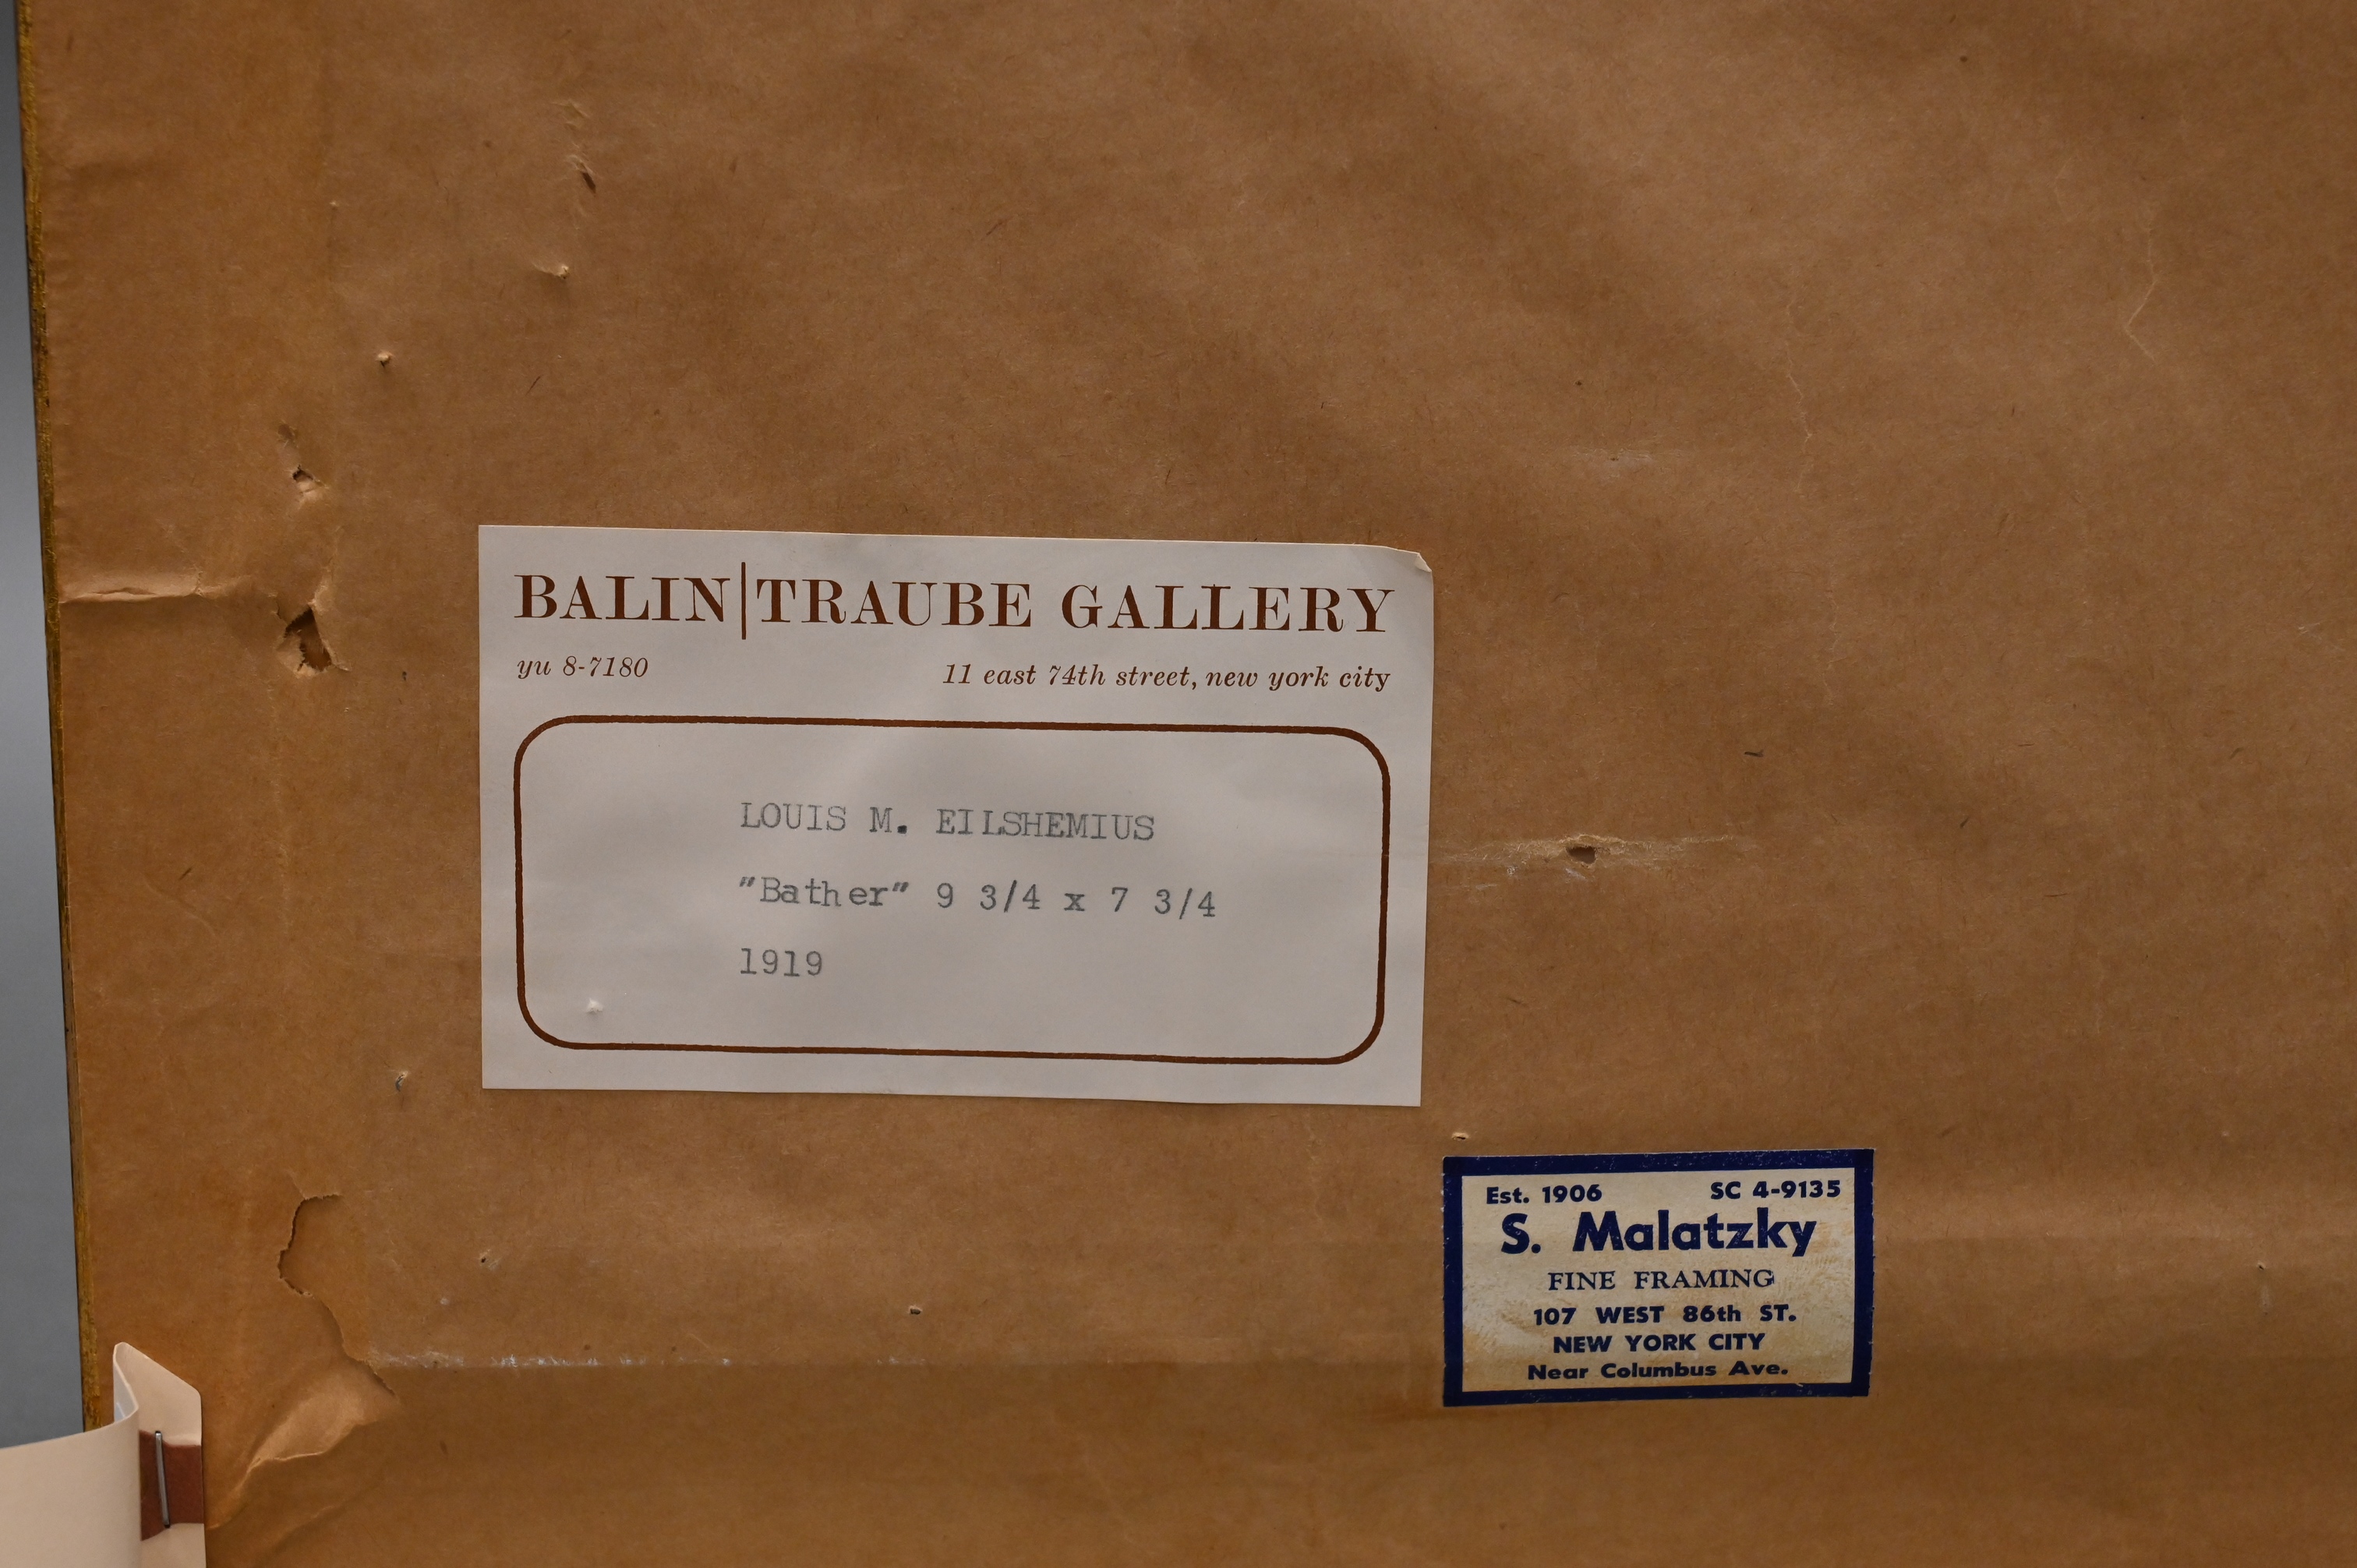 BALIN|TRAUBE GALLERY
yu 8-7180 11 east 74th street, new york city
LOUIS M. EILSHEMIUS
"Bather" 9 3/4 x 7 3/4
1919
Est. 1906 SC 4-9135
S. Malatzky
FINE FRAMING
107 WEST 86th ST.
NEW YORK CITY
Near Columbus Ave.